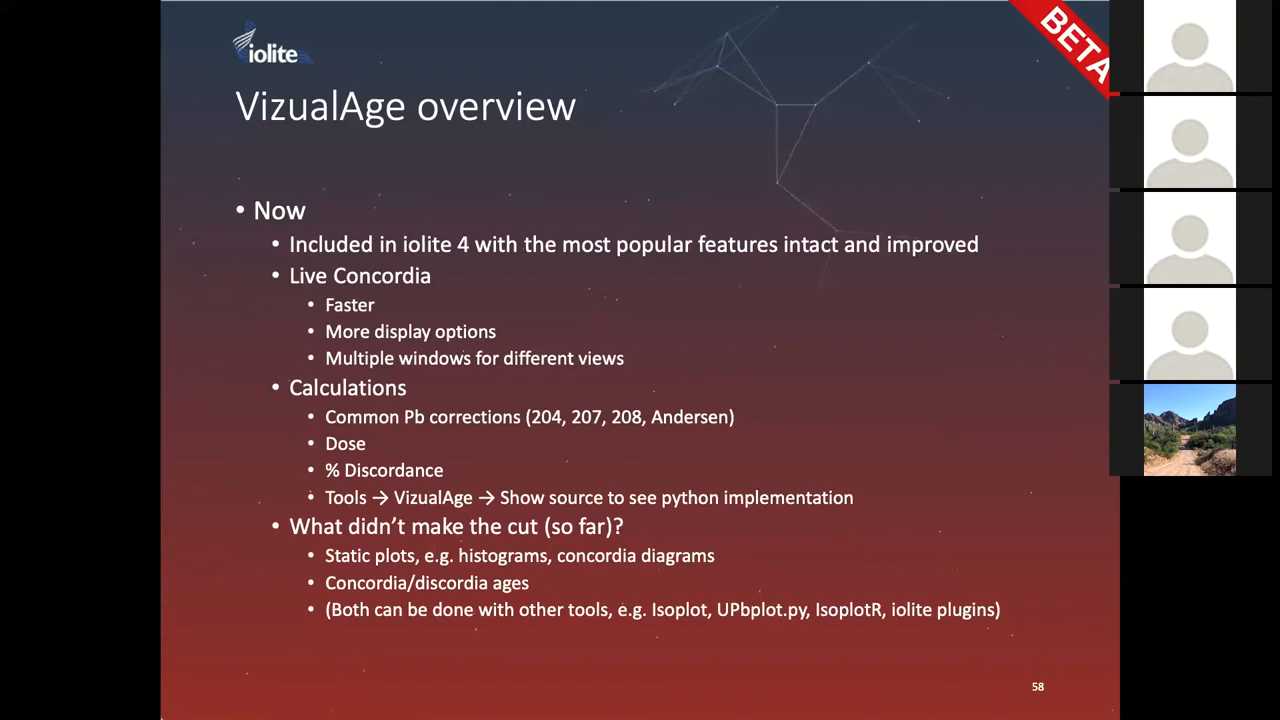 iolite
BETA
VizualAge overview
• Now
• Included in iolite 4 with the most popular features intact and improved
• Live Concordia
• Faster
• More display options
• Multiple windows for different views
• Calculations
• Common Pb corrections (204, 207, 208, Andersen)
• Dose
• % Discordance
• Tools → VizualAge → Show source to see python implementation
• What didn’t make the cut (so far)?
• Static plots, e.g. histograms, concordia diagrams
• Concordia/discordia ages
• (Both can be done with other tools, e.g. Isoplot, UPbplot.py, IsoplotR, iolite plugins)
58